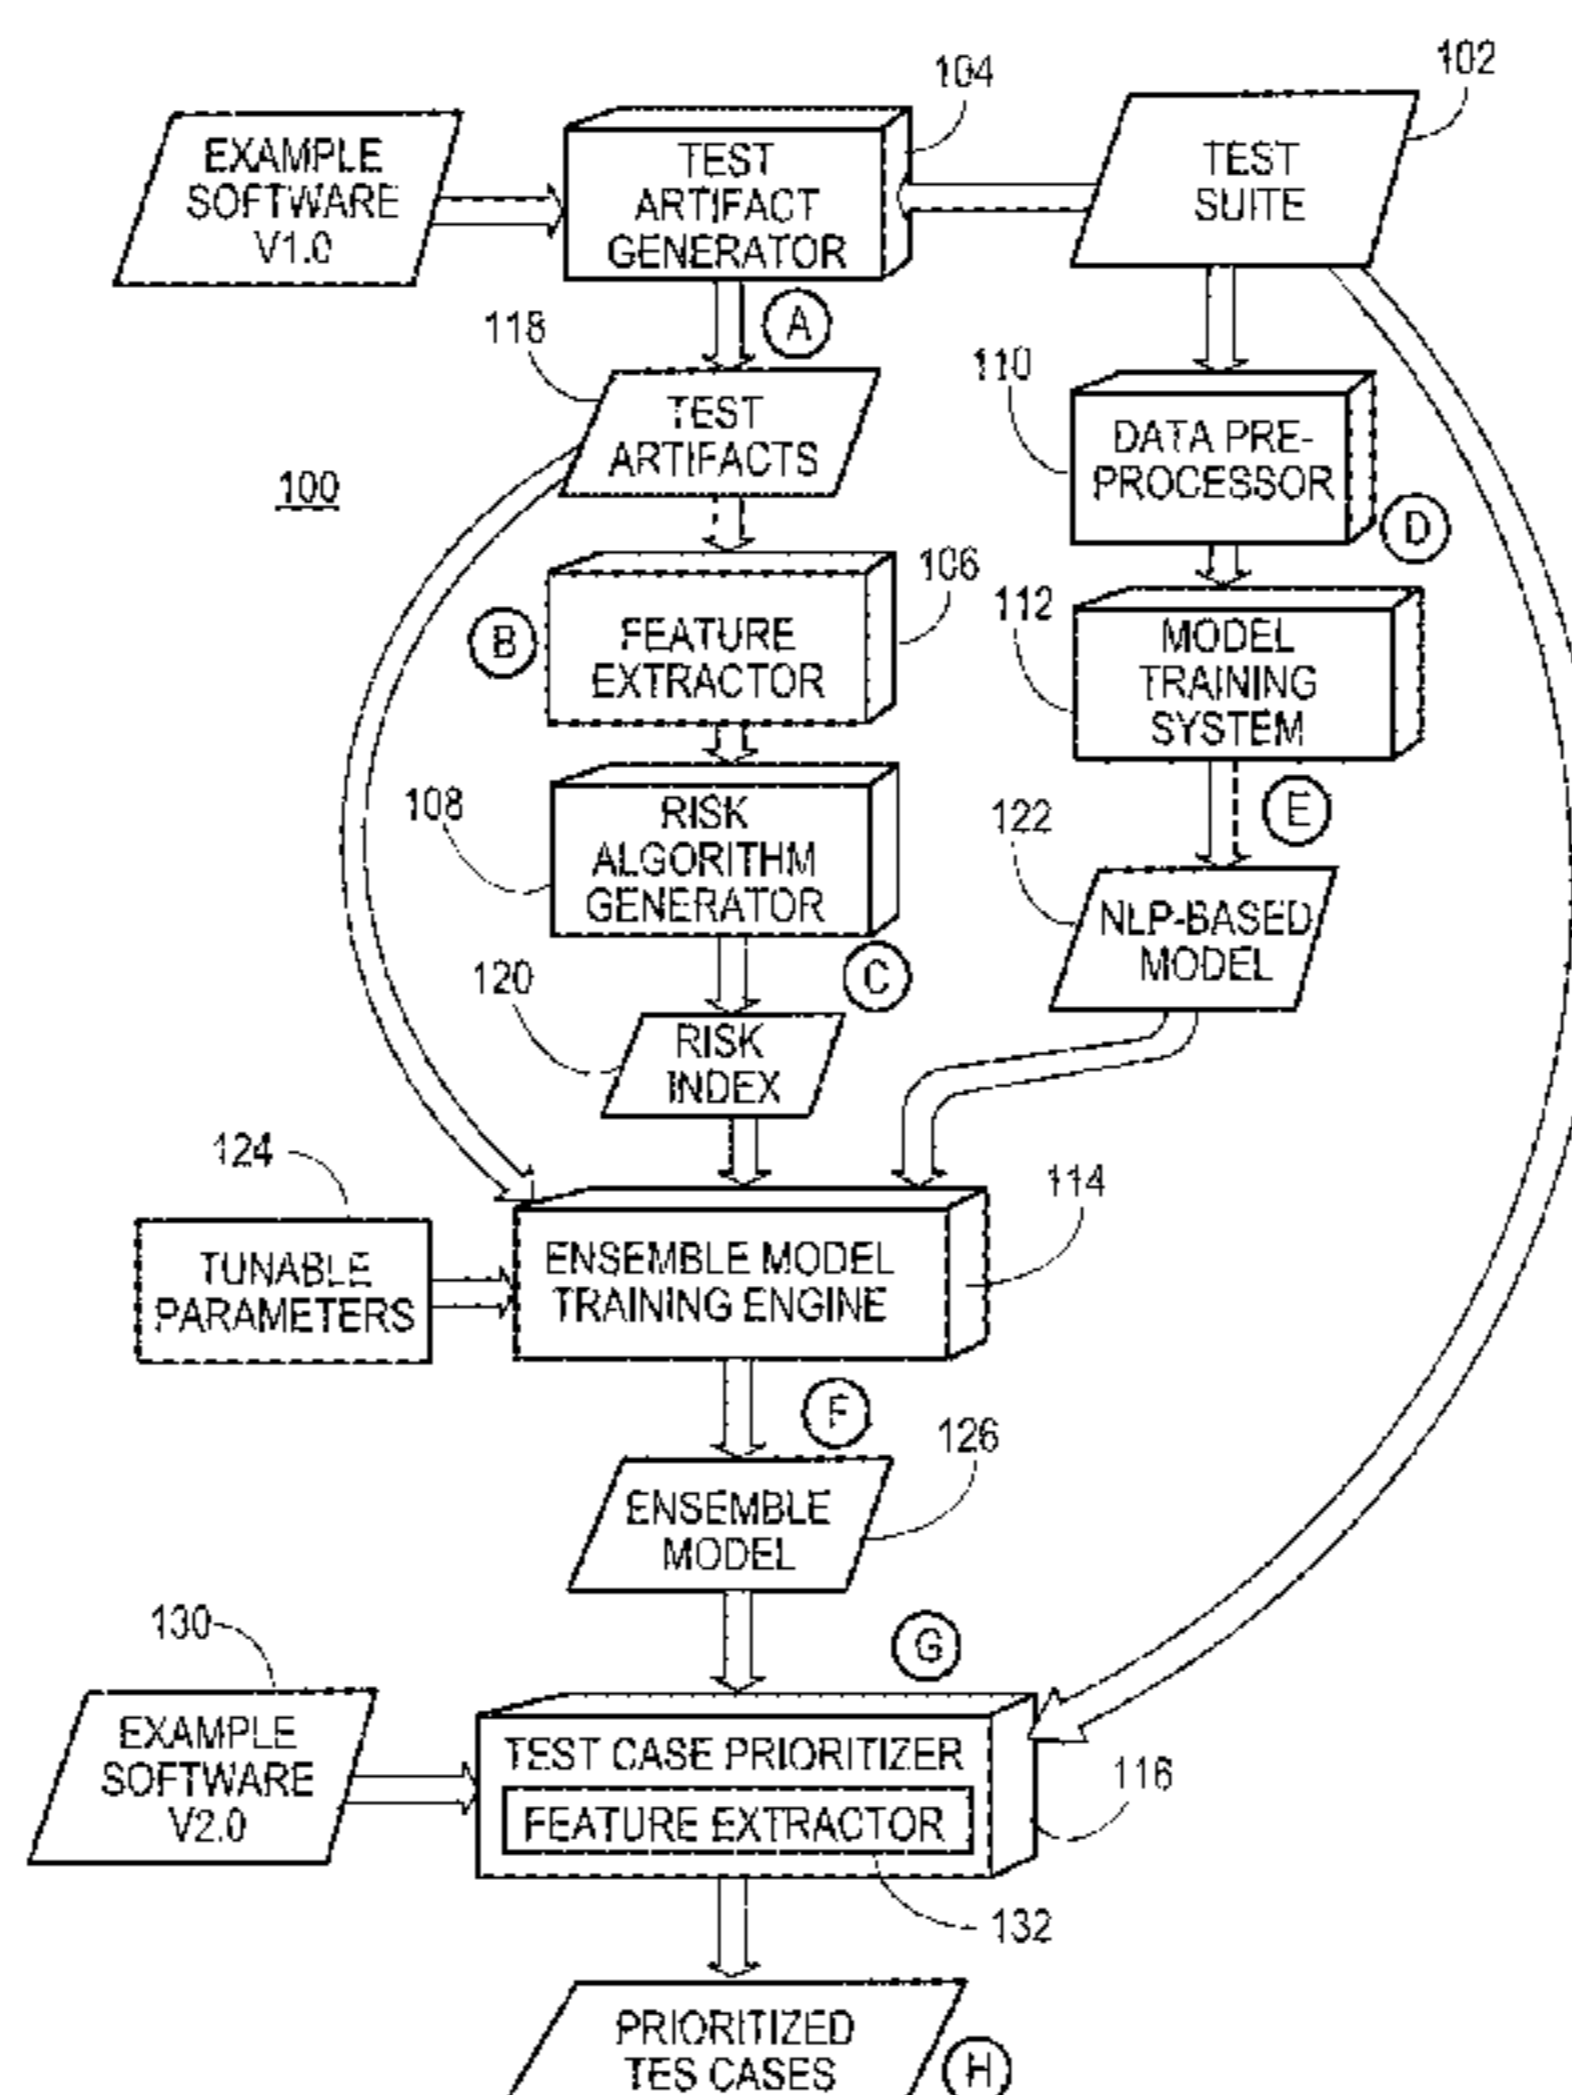 104
102
EXAMPLE
SOFTWARE
V1.0
TEST
ARTIFACT
GENERATOR
TEST
SUITE
A
118
TEST
ARTIFACTS
110
DATA PRE-
PROCESSOR
D
100
106
B
FEATURE
EXTRACTOR
112
MODEL
TRAINING
SYSTEM
108
RISK
ALGORITHM
GENERATOR
E
122
NLP-BASED
MODEL
C
120
RISK
INDEX
124
114
TUNABLE
PARAMETERS
ENSEMBLE MODEL
TRAINING ENGINE
F
126
ENSEMBLE
MODEL
130
G
EXAMPLE
SOFTWARE
V2.0
TEST CASE PRIORITIZER
FEATURE EXTRACTOR
116
132
PRIORITIZED
TES CASES
H